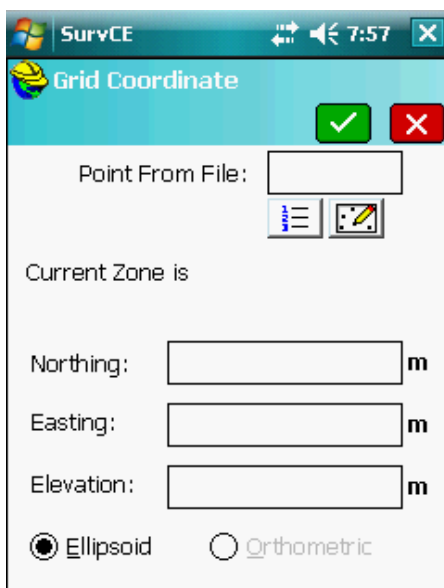 SurvCE 7:57
Grid Coordinate
Point From File:
Current Zone is
Northing: m
Easting: m
Elevation: m
Ellipsoid Orthometric